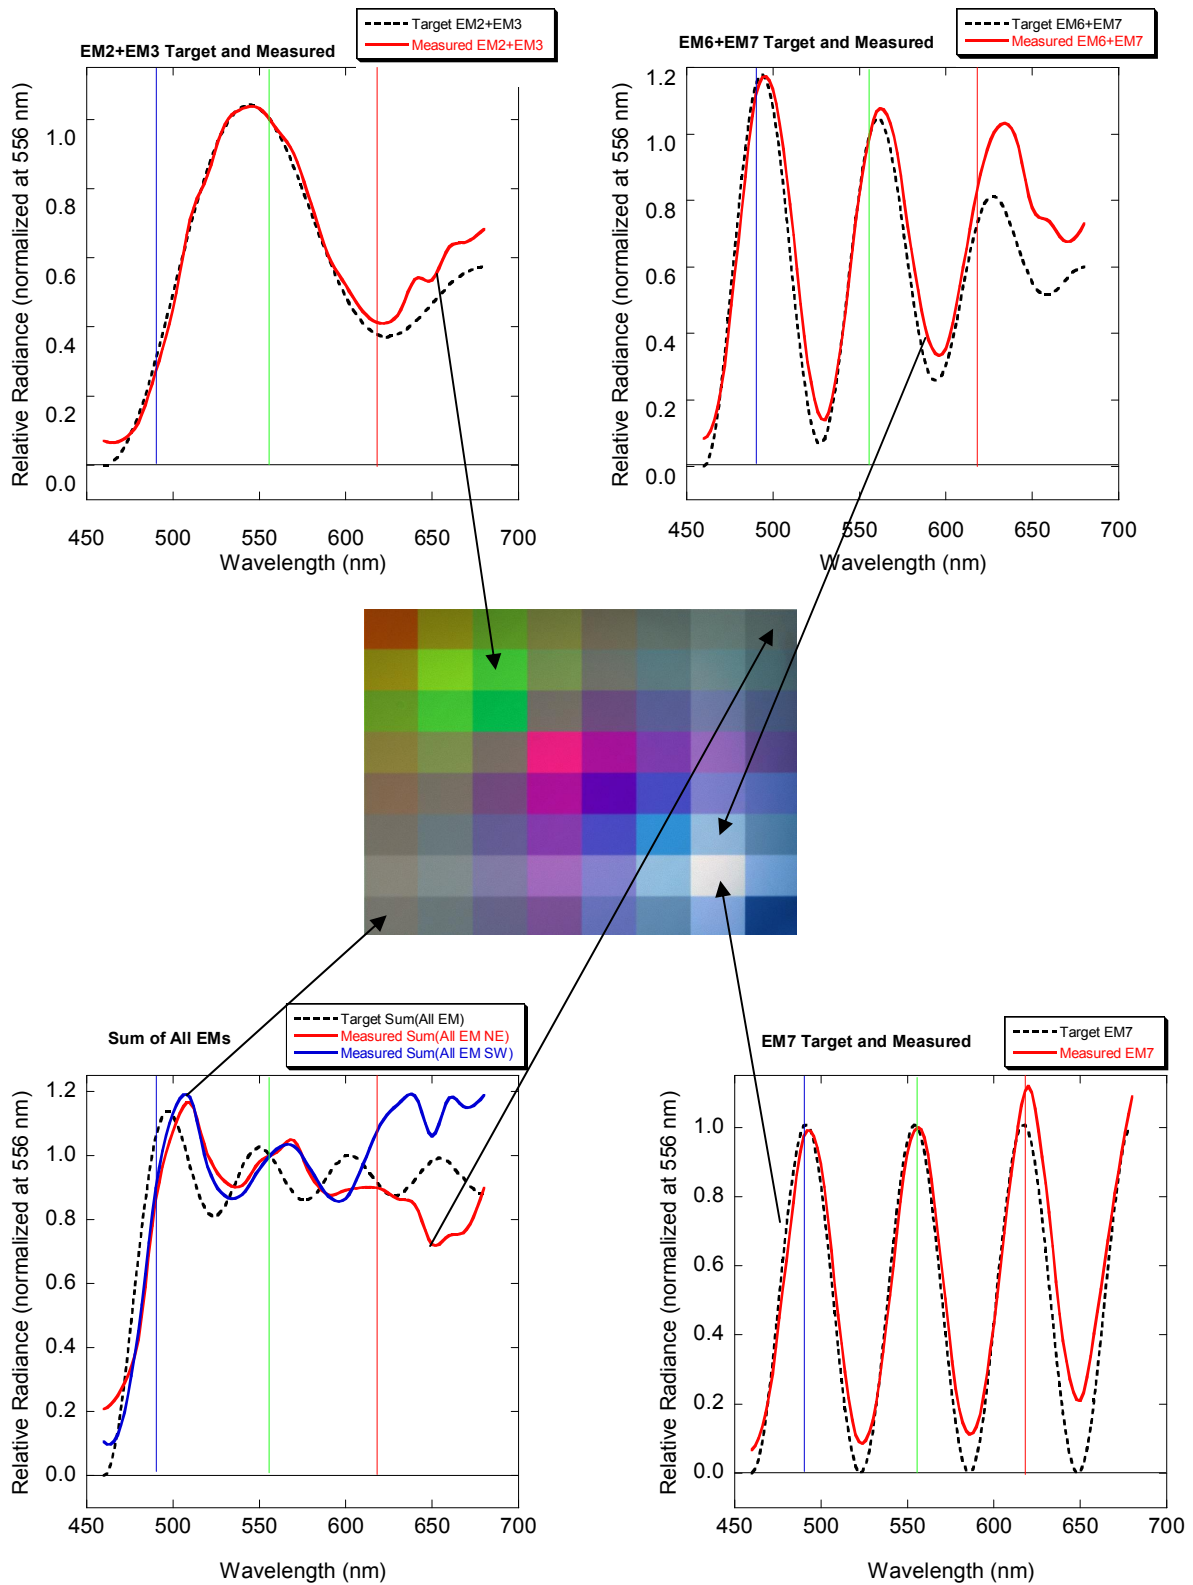 Target EM2+EM3
Measured EM2+EM3
EM2+EM3 Target and Measured
Relative Radiance (normalized at 556 nm)
1.0
0.8
0.6
0.4
0.2
0.0
450 500 550 600 650 700
Wavelength (nm)
Target EM6+EM7
Measured EM6+EM7
EM6+EM7 Target and Measured
Relative Radiance (normalized at 556 nm)
1.2
1.0
0.8
0.6
0.4
0.2
0.0
450 500 550 600 650 700
Wavelength (nm)
Target Sum(All EM)
Measured Sum(All EM NE)
Measured Sum(All EM SW)
Sum of All EMs
Relative Radiance (normalized at 556 nm)
1.2
1.0
0.8
0.6
0.4
0.2
0.0
450 500 550 600 650 700
Wavelength (nm)
Target EM7
Measured EM7
EM7 Target and Measured
Relative Radiance (normalized at 556 nm)
1.0
0.8
0.6
0.4
0.2
0.0
450 500 550 600 650 700
Wavelength (nm)